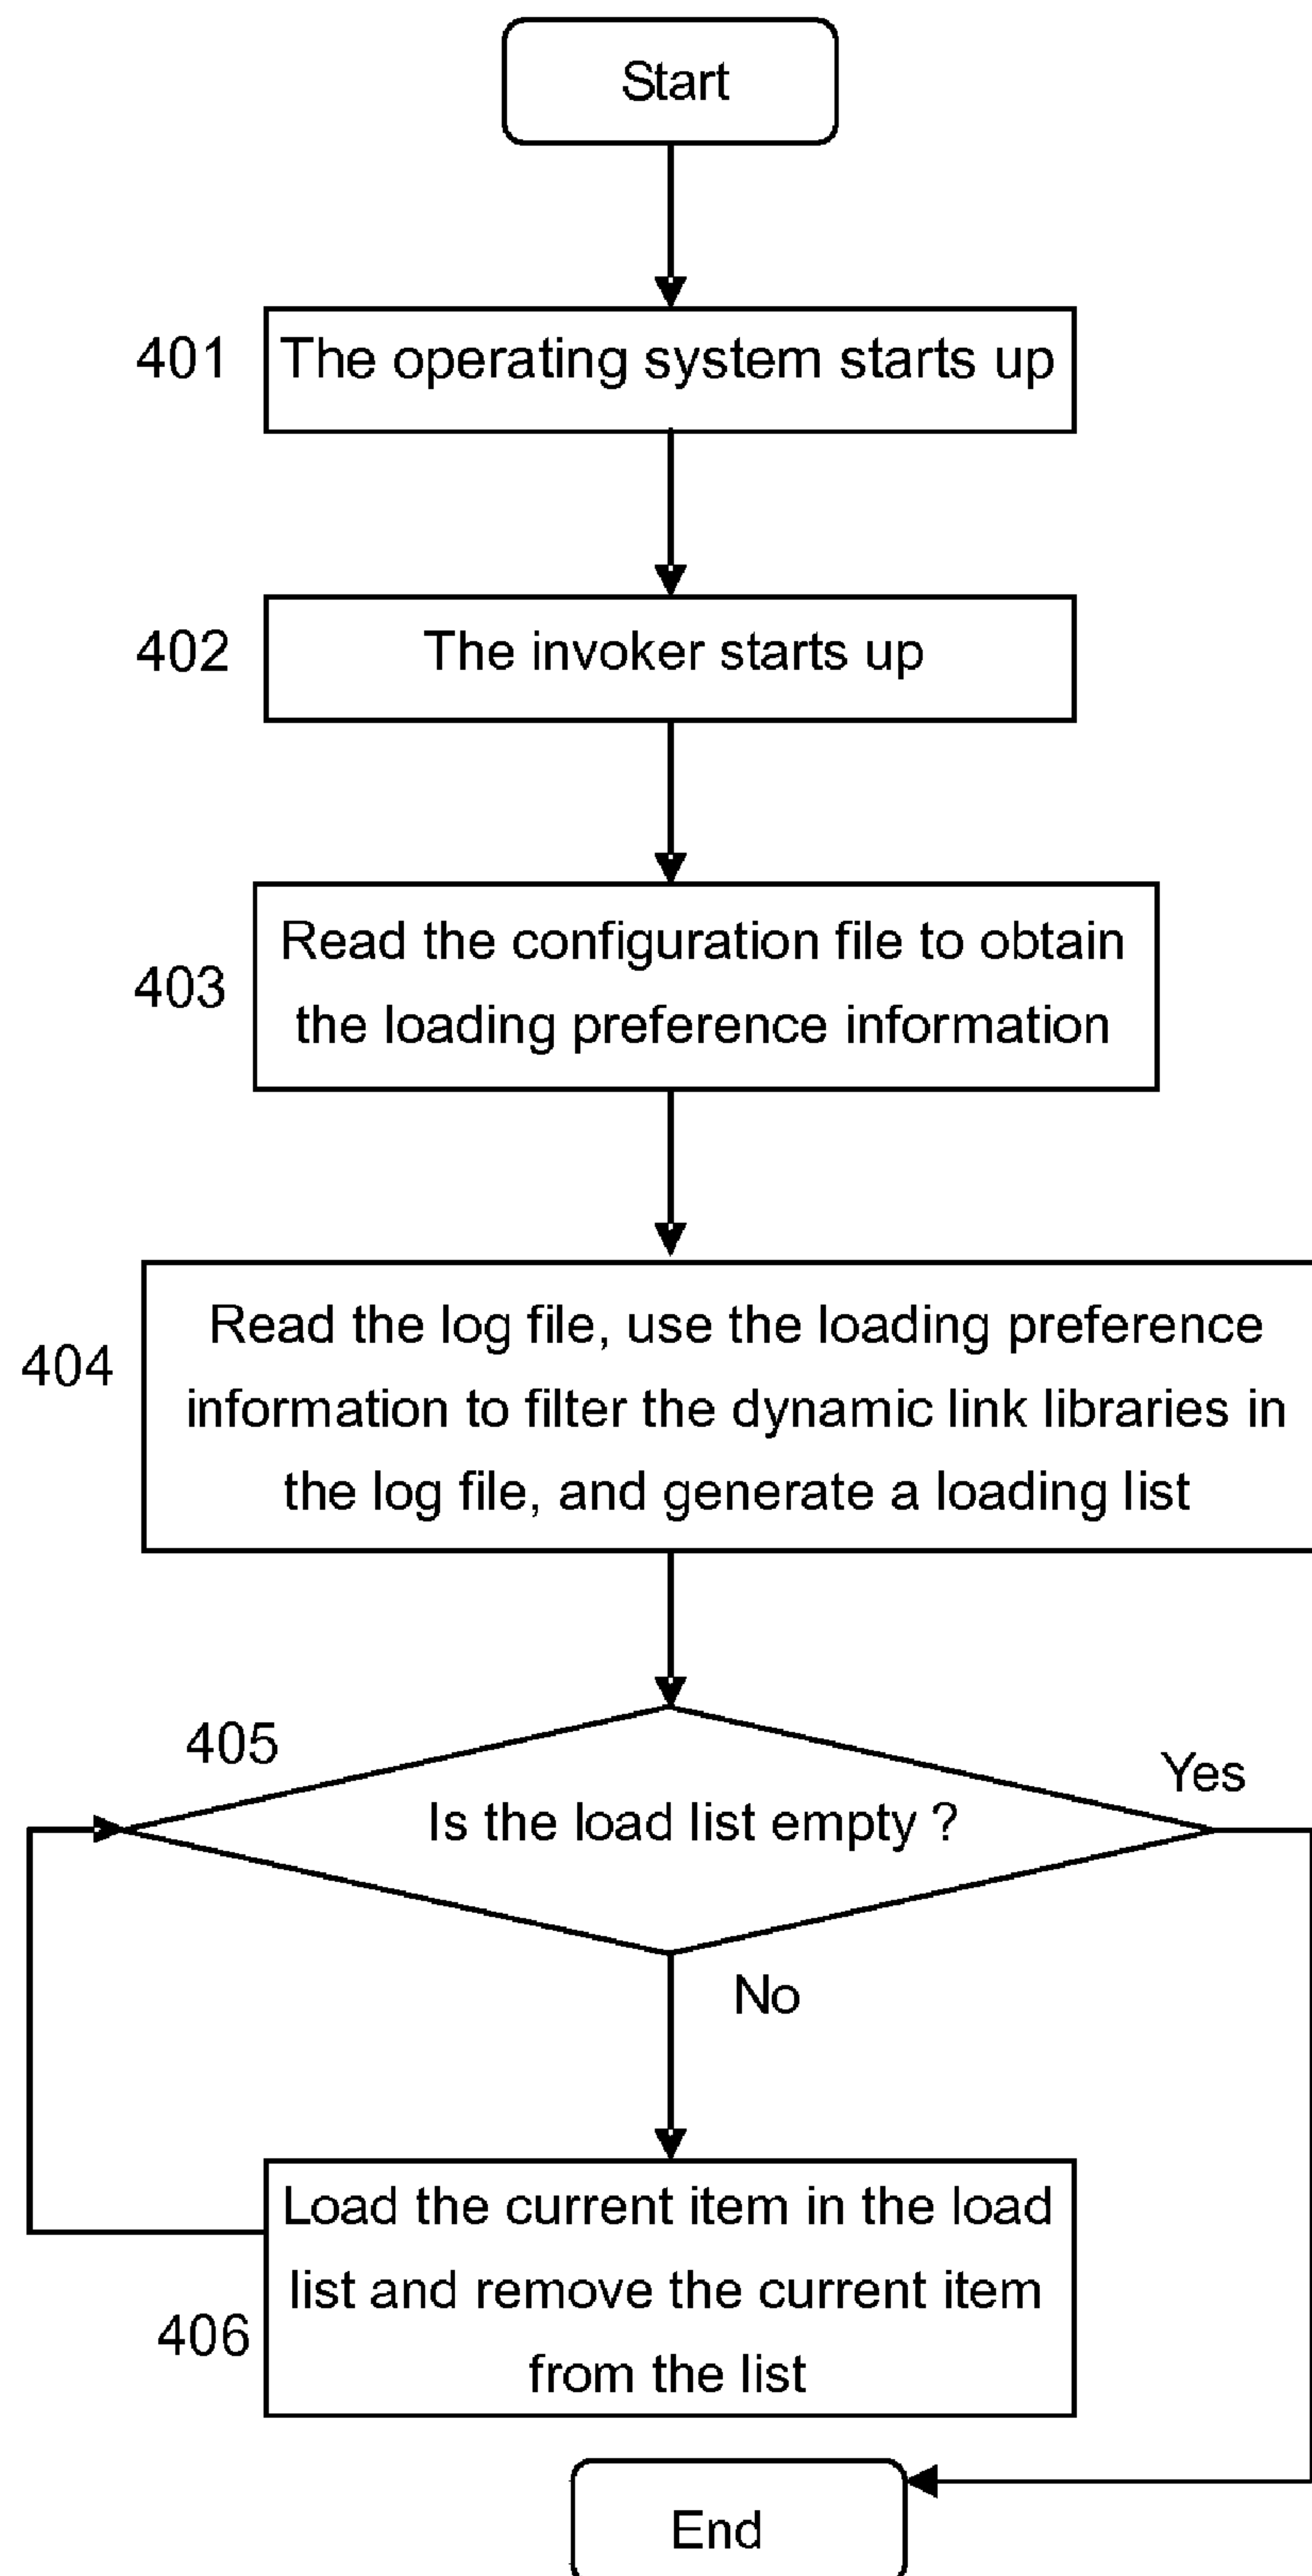 Start
401
The operating system starts up
402
The invoker starts up
403
Read the configuration file to obtain
the loading preference information
404
Read the log file, use the loading preference
information to filter the dynamic link libraries in
the log file, and generate a loading list
405
Is the load list empty ?
Yes
No
406
Load the current item in the load
list and remove the current item
from the list
End